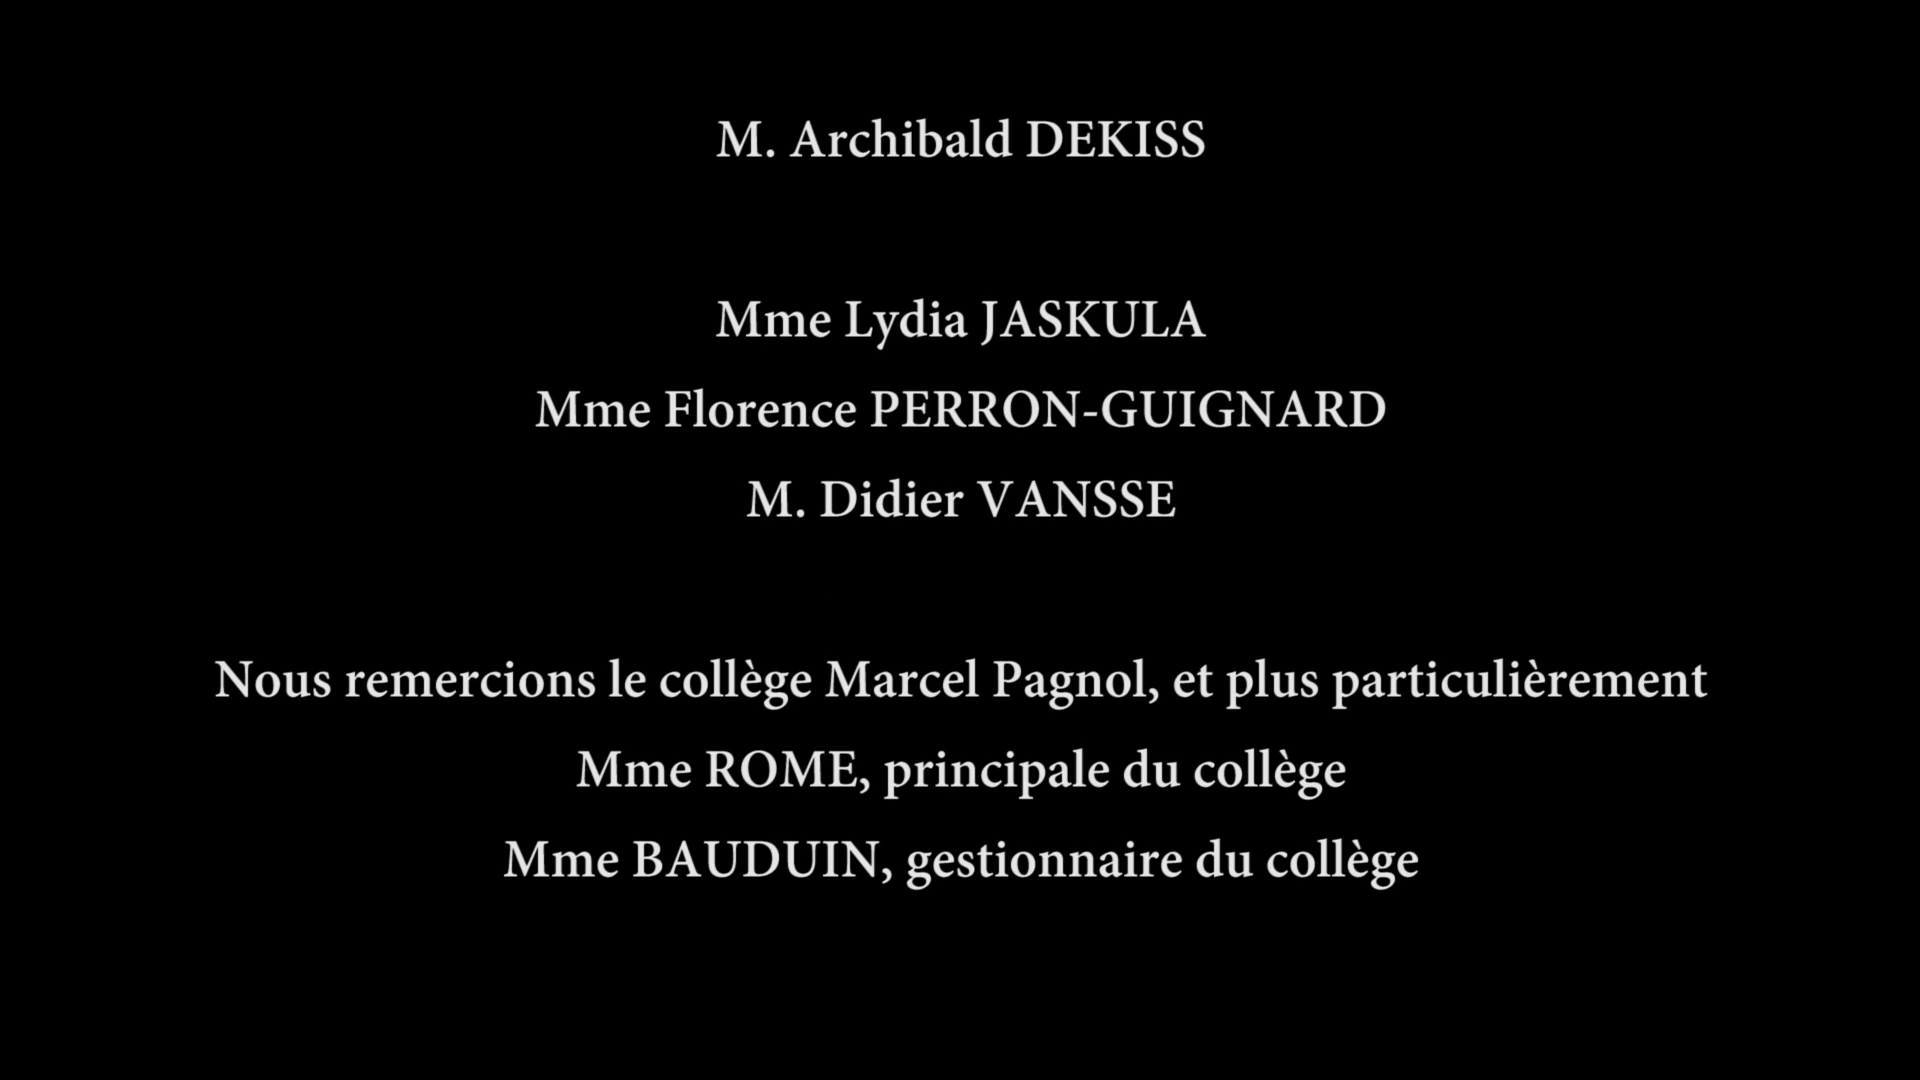 M. Archibald DEKISS
Mme Lydia JASKULA
Mme Florence PERRON-GUIGNARD
M. Didier VANSSE
Nous remercions le collège Marcel Pagnol, et plus particulièrement
Mme ROME, principale du collège
Mme BAUDUIN, gestionnaire du collège